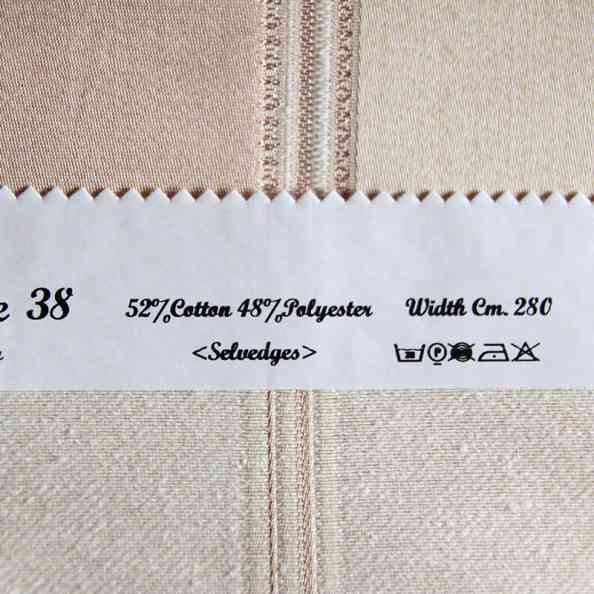 e 38 52%Cotton 48%Polyester Width Cm. 280
<Selvedges>
P